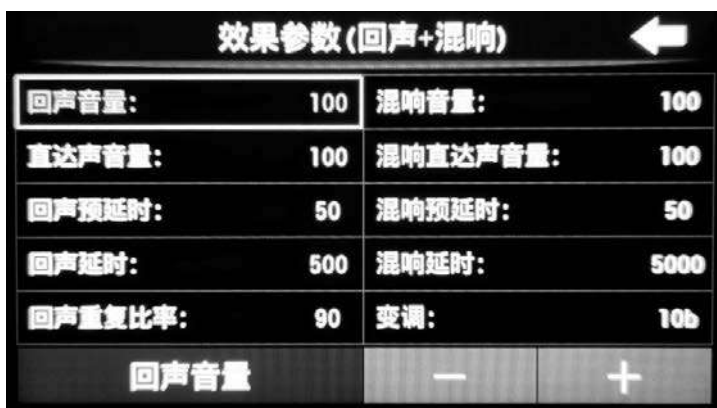 效果参数(回声+混响)
回声音量: 100 混响音量: 100
直达声音量: 100 混响直达声音量: 100
回声预延时: 50 混响预延时: 50
回声延时: 500 混响延时: 5000
回声重复比率: 90 变调: 10b
回声音量 － ＋